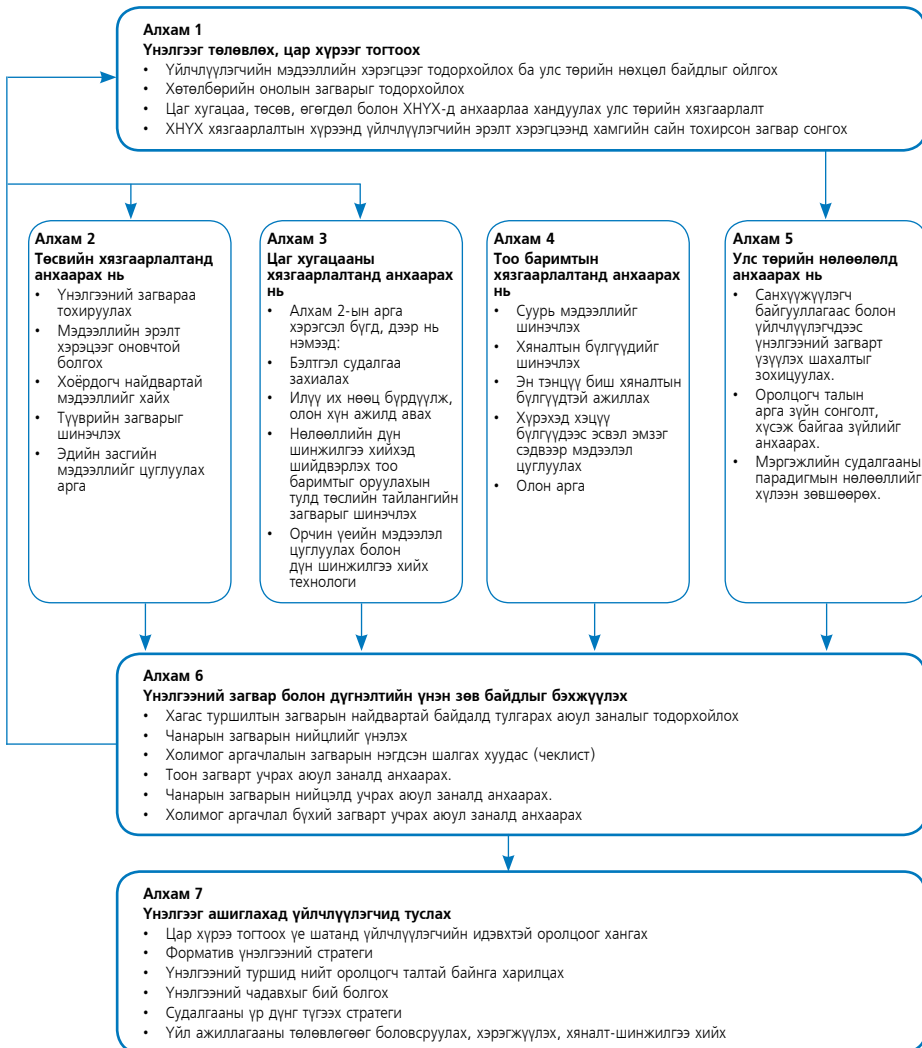 Алхам 1
Үнэлгээг төлөвлөх, цар хүрээг тогтоох
• Үйлчлүүлэгчийн мэдээллийн хэрэгцээг тодорхойлох ба улс төрийн нөхцөл байдлыг ойлгох
• Хөтөлбөрийн онолын загварыг тодорхойлох
• Цаг хугацаа, төсөв, өгөгдөл болон ХНҮХ-д анхаарлаа хандуулах улс төрийн хязгаарлалт
• ХНҮХ хязгаарлалтын хүрээнд үйлчлүүлэгчийн эрэлт хэрэгцээнд хамгийн сайн тохирсон загвар сонгох
Алхам 2
Төсвийн хязгаарлалтанд
анхаарах нь
• Үнэлгээний загвараа
тохируулах
• Мэдээллийн эрэлт
хэрэцээг оновчтой
болгох
• Хоёрдогч найдвартай
мэдээллийг хайх
• Түүврийн загварыг
шинэчлэх
• Эдийн засгийн
мэдээллийг цуглуулах
арга
Алхам 3
Цаг хугацааны
хязгаарлалтанд анхаарах
нь
• Алхам 2-ын арга
хэрэгсэл бүгд, дээр нь
нэмээд:
• Бэлтгэл судалгаа
захиалах
• Илүү их нөөц бүрдүүлж,
олон хүн ажилд авах
• Нөлөөллийн дүн
шинжилгээ хийхэд
шийдвэрлэх тоо
баримтыг оруулахын
тулд төслийн тайлангийн
загварыг шинэчлэх
• Орчин үеийн мэдээлэл
цуглуулах болон
дүн шинжилгээ хийх
технологи
Алхам 4
Тоо баримтын
хязгаарлалтанд анхаарах
нь
• Суурь мэдээллийг
шинэчлэх
• Хяналтын бүлгүүдийг
шинэчлэх
• Эн тэнцүү биш хяналтын
бүлгүүдтэй ажиллах
• Хүрэхэд хэцүү
бүлгүүдээс эсвэл эмзэг
сэдвээр мэдээлэл
цуглуулах
• Олон арга
Алхам 5
Улс төрийн нөлөөлөлд
анхаарах нь
• Санхүүжүүлэгч
байгууллагаас болон
үйлчлүүлэгчдээс
үнэлгээний загварт
үзүүлэх шахалтыг
зохицуулах.
• Оролцогч талын
арга зүйн сонголт,
хүсэж байгаа зүйлийг
анхаарах.
• Мэргэжлийн судалгааны
парадигмын нөлөөллийг
хүлээн зөвшөөрөх.
Алхам 6
Үнэлгээний загвар болон дүгнэлтийн үнэн зөв байдлыг бэхжүүлэх
• Хагас туршилтын загварын найдвартай байдалд тулгарах аюул заналыг тодорхойлох
• Чанарын загварын нийцлийг үнэлэх
• Холимог аргачлалын загварын нэгдсэн шалгах хуудас (чеклист)
• Тоон загварт учрах аюул заналд анхаарах.
• Чанарын загварын нийцэлд учрах аюул заналд анхаарах.
• Холимог аргачлал бүхий загварт учрах аюул заналд анхаарах
Алхам 7
Үнэлгээг ашиглахад үйлчлүүлэгчид туслах
• Цар хүрээ тогтоох үе шатанд үйлчлүүлэгчийн идэвхтэй оролцоог хангах
• Форматив үнэлгээний стратеги
• Үнэлгээний туршид нийт оролцогч талтай байнга харилцах
• Үнэлгээний чадавхыг бий болгох
• Судалгааны үр дүнг түгээх стратеги
• Үйл ажиллагааны төлөвлөгөөг боловсруулах, хэрэгжүүлэх, хяналт-шинжилгээ хийх